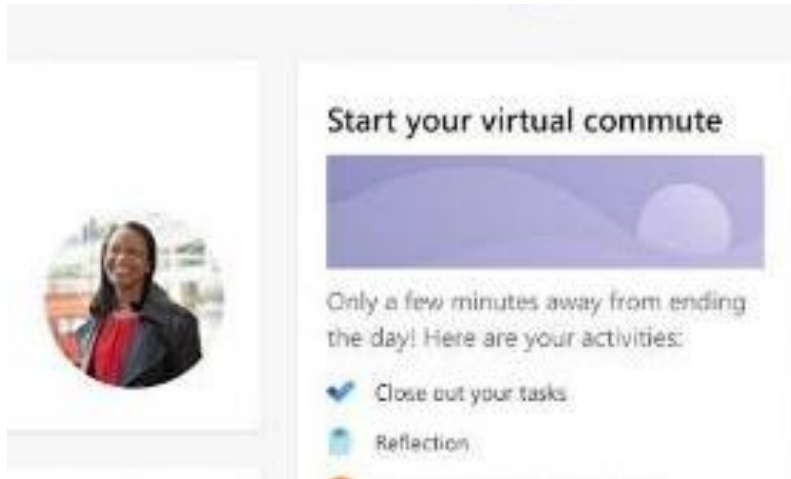 Start your virtual commute
Only a few minutes away from ending
the day! Here are your activities:
Close out your tasks
Reflection